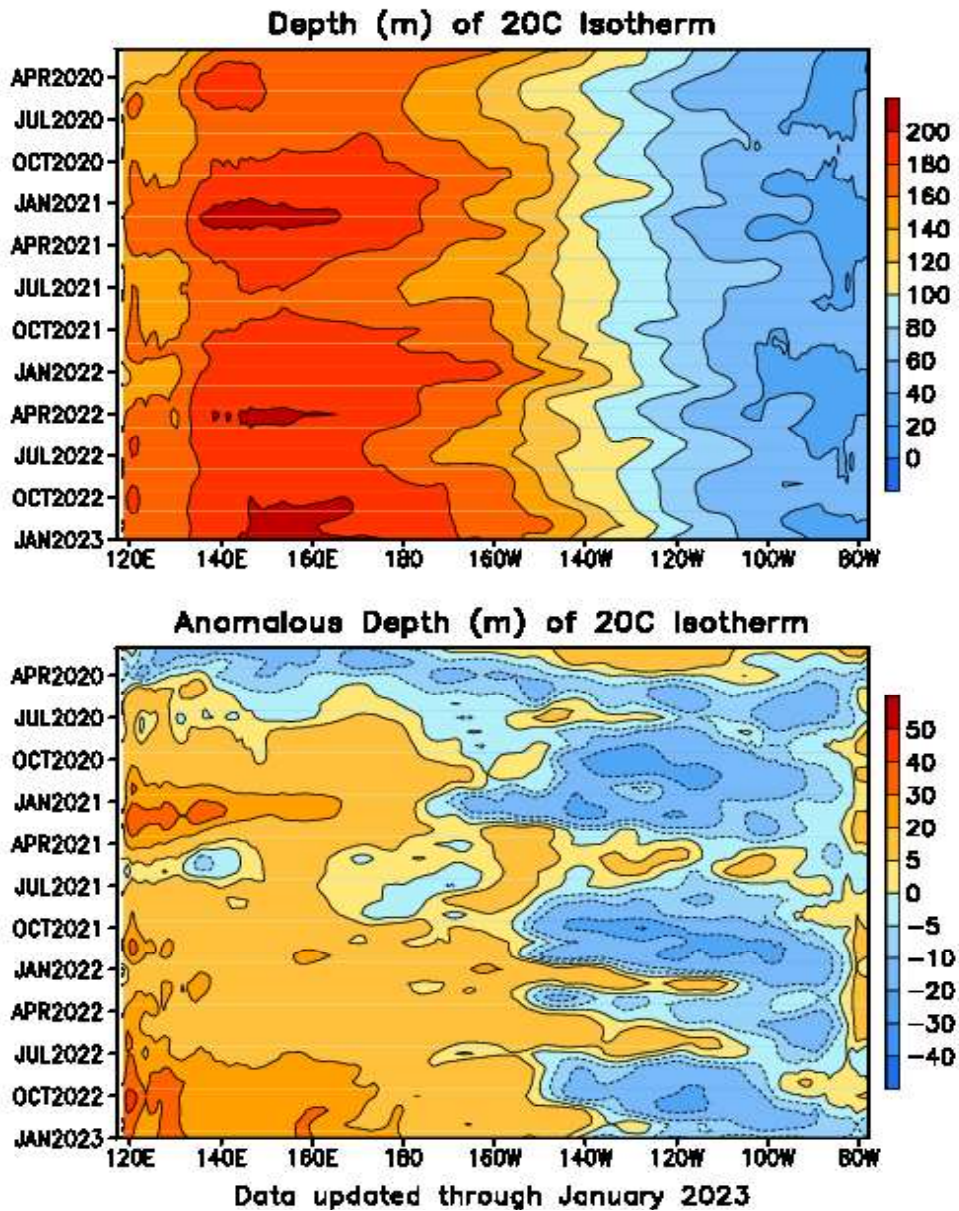 Depth (m) of 20C Isotherm
APR2020
JUL2020
OCT2020
JAN2021
APR2021
JUL2021
OCT2021
JAN2022
APR2022
JUL2022
OCT2022
JAN2023
120E 140E 160E 180 160W 140W 120W 100W 80W
200
180
160
140
120
100
80
60
40
20
0
Anomalous Depth (m) of 20C Isotherm
APR2020
JUL2020
OCT2020
JAN2021
APR2021
JUL2021
OCT2021
JAN2022
APR2022
JUL2022
OCT2022
JAN2023
120E 140E 160E 180 160W 140W 120W 100W 80W
50
40
30
20
5
0
-5
-10
-20
-30
-40
Data updated through January 2023